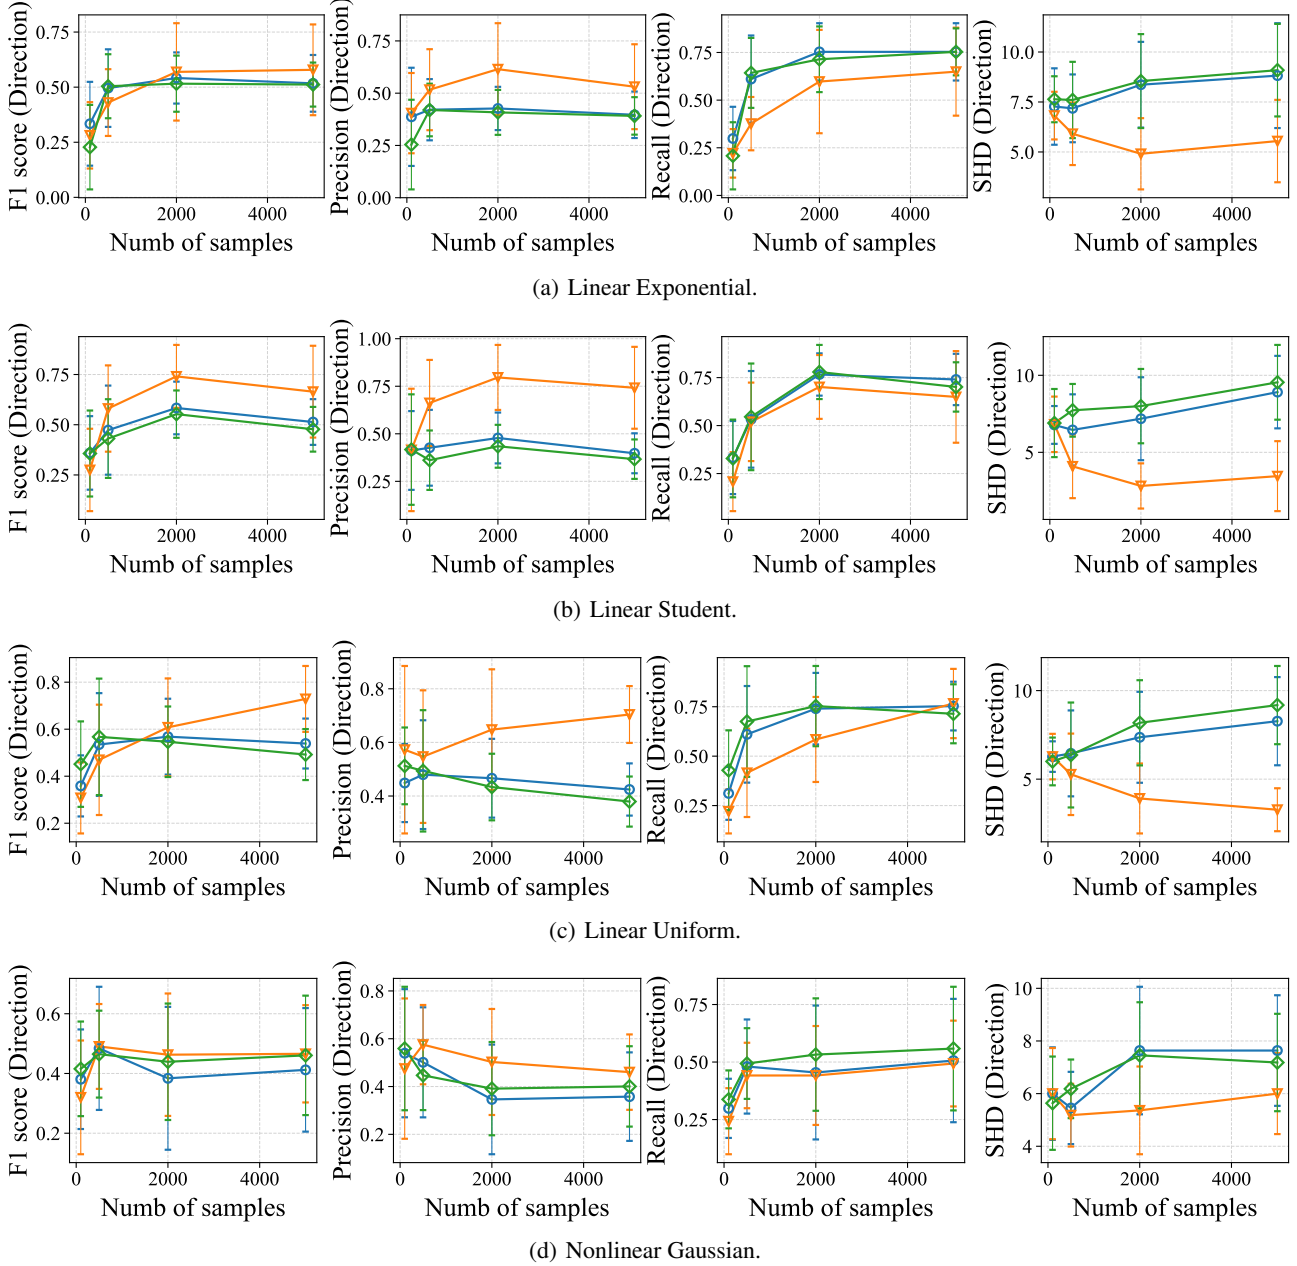 F1 score (Direction)
0.75
0.50
0.25
0.00
0
2000
4000
Numb of samples
Precision (Direction)
0.75
0.50
0.25
0.00
0
2000
4000
Numb of samples
Recall (Direction)
0.75
0.50
0.25
0.00
0
2000
4000
Numb of samples
SHD (Direction)
10.0
7.5
5.0
0
2000
4000
Numb of samples
(a) Linear Exponential.
F1 score (Direction)
0.75
0.50
0.25
0
2000
4000
Numb of samples
Precision (Direction)
1.00
0.75
0.50
0.25
0
2000
4000
Numb of samples
Recall (Direction)
0.75
0.50
0.25
0
2000
4000
Numb of samples
SHD (Direction)
10
5
0
2000
4000
Numb of samples
(b) Linear Student.
F1 score (Direction)
0.8
0.6
0.4
0.2
0
2000
4000
Numb of samples
Precision (Direction)
0.8
0.6
0.4
0
2000
4000
Numb of samples
Recall (Direction)
0.75
0.50
0.25
0
2000
4000
Numb of samples
SHD (Direction)
10
5
0
2000
4000
Numb of samples
(c) Linear Uniform.
F1 score (Direction)
0.6
0.4
0.2
0
2000
4000
Numb of samples
Precision (Direction)
0.8
0.6
0.4
0.2
0
2000
4000
Numb of samples
Recall (Direction)
0.75
0.50
0.25
0
2000
4000
Numb of samples
SHD (Direction)
10
8
6
4
0
2000
4000
Numb of samples
(d) Nonlinear Gaussian.